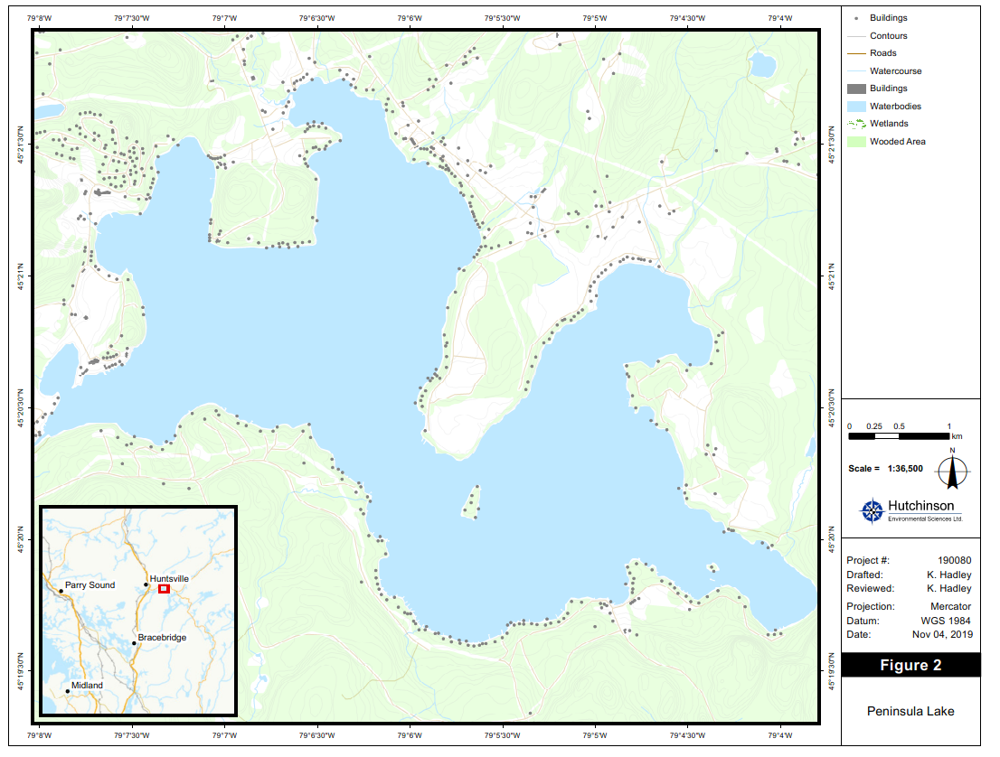 79°8'W 79°7'30"W 79°7'W 79°6'30"W 79°6'W 79°5'30"W 79°5'W 79°4'30"W 79°4'W
45°21'30"N 45°21'30"N
45°21'N 45°21'N
45°20'30"N 45°20'30"N
45°20'N 45°20'N
45°19'30"N 45°19'30"N
Parry Sound
Huntsville
Bracebridge
Midland
79°8'W 79°7'30"W 79°7'W 79°6'30"W 79°6'W 79°5'30"W 79°5'W 79°4'30"W 79°4'W
Buildings
Contours
Roads
Watercourse
Buildings
Waterbodies
Wetlands
Wooded Area
0 0.25 0.5 1
km
N
Scale = 1:36,500
Hutchinson
Environmental Sciences Ltd.
Project #: 190080
Drafted: K. Hadley
Reviewed: K. Hadley
Projection: Mercator
Datum: WGS 1984
Date: Nov 04, 2019
Figure 2
Peninsula Lake